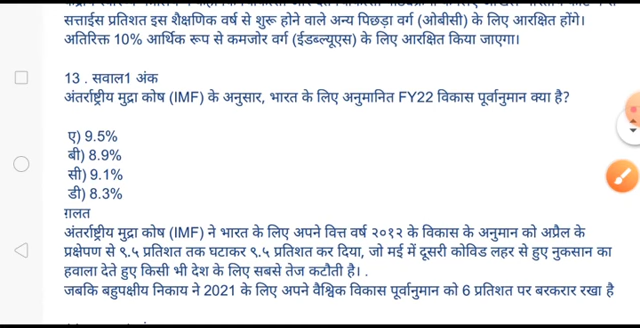 सत्ताईस प्रतिशत इस शैक्षणिक वर्ष से शुरू होने वाले अन्य पिछड़ा वर्ग (ओबीसी) के लिए आरक्षित होंगे।
अतिरिक्त 10% आर्थिक रूप से कमजोर वर्ग (ईडब्ल्यूएस) के लिए आरक्षित किया जाएगा।
13 . सवाल1 अंक
अंतर्राष्ट्रीय मुद्रा कोष (IMF) के अनुसार, भारत के लिए अनुमानित FY22 विकास पूर्वानुमान क्या है?
ए) 9.5%
बी) 8.9%
सी) 9.1%
डी) 8.3%
ग़लत
अंतर्राष्ट्रीय मुद्रा कोष (IMF) ने भारत के लिए अपने वित्त वर्ष २०१२ के विकास के अनुमान को अप्रैल के
प्रक्षेपण से ९.५ प्रतिशत तक घटाकर ९.५ प्रतिशत कर दिया, जो मई में दूसरी कोविड लहर से हुए नुकसान का
हवाला देते हुए किसी भी देश के लिए सबसे तेज कटौती है। .
जबकि बहुपक्षीय निकाय ने 2021 के लिए अपने वैश्विक विकास पूर्वानुमान को 6 प्रतिशत पर बरकरार रखा है